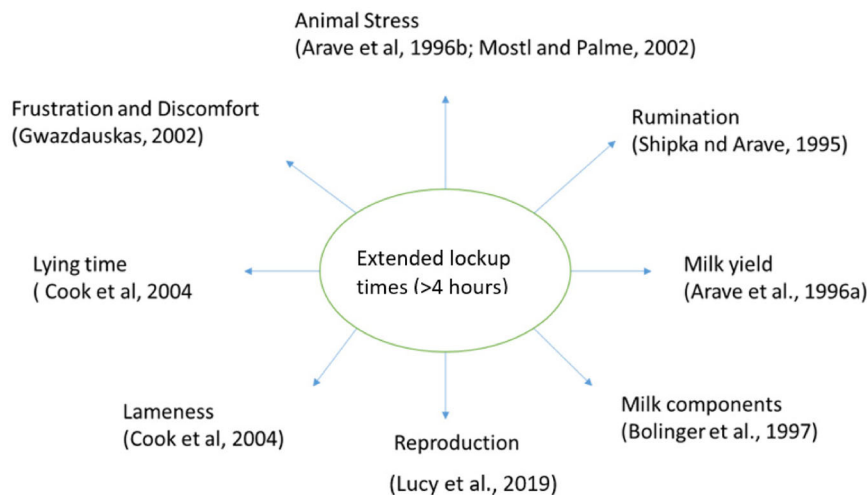 Animal Stress
(Arave et al, 1996b; Mostl and Palme, 2002)
Frustration and Discomfort
(Gwazdauskas, 2002)
Rumination
(Shipka nd Arave, 1995)
Extended lockup
times (>4 hours)
Lying time
( Cook et al, 2004
Milk yield
(Arave et al., 1996a)
Lameness
(Cook et al, 2004)
Reproduction
(Lucy et al., 2019)
Milk components
(Bolinger et al., 1997)